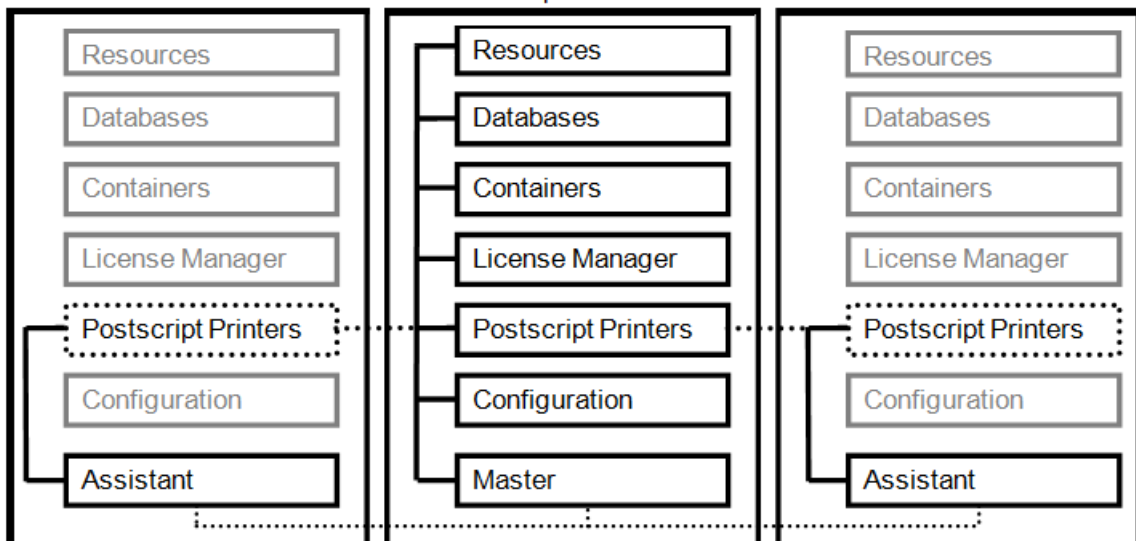 Resources
Databases
Containers
License Manager
Postscript Printers
Configuration
Assistant
Resources
Databases
Containers
License Manager
Postscript Printers
Configuration
Master
Resources
Databases
Containers
License Manager
Postscript Printers
Configuration
Assistant